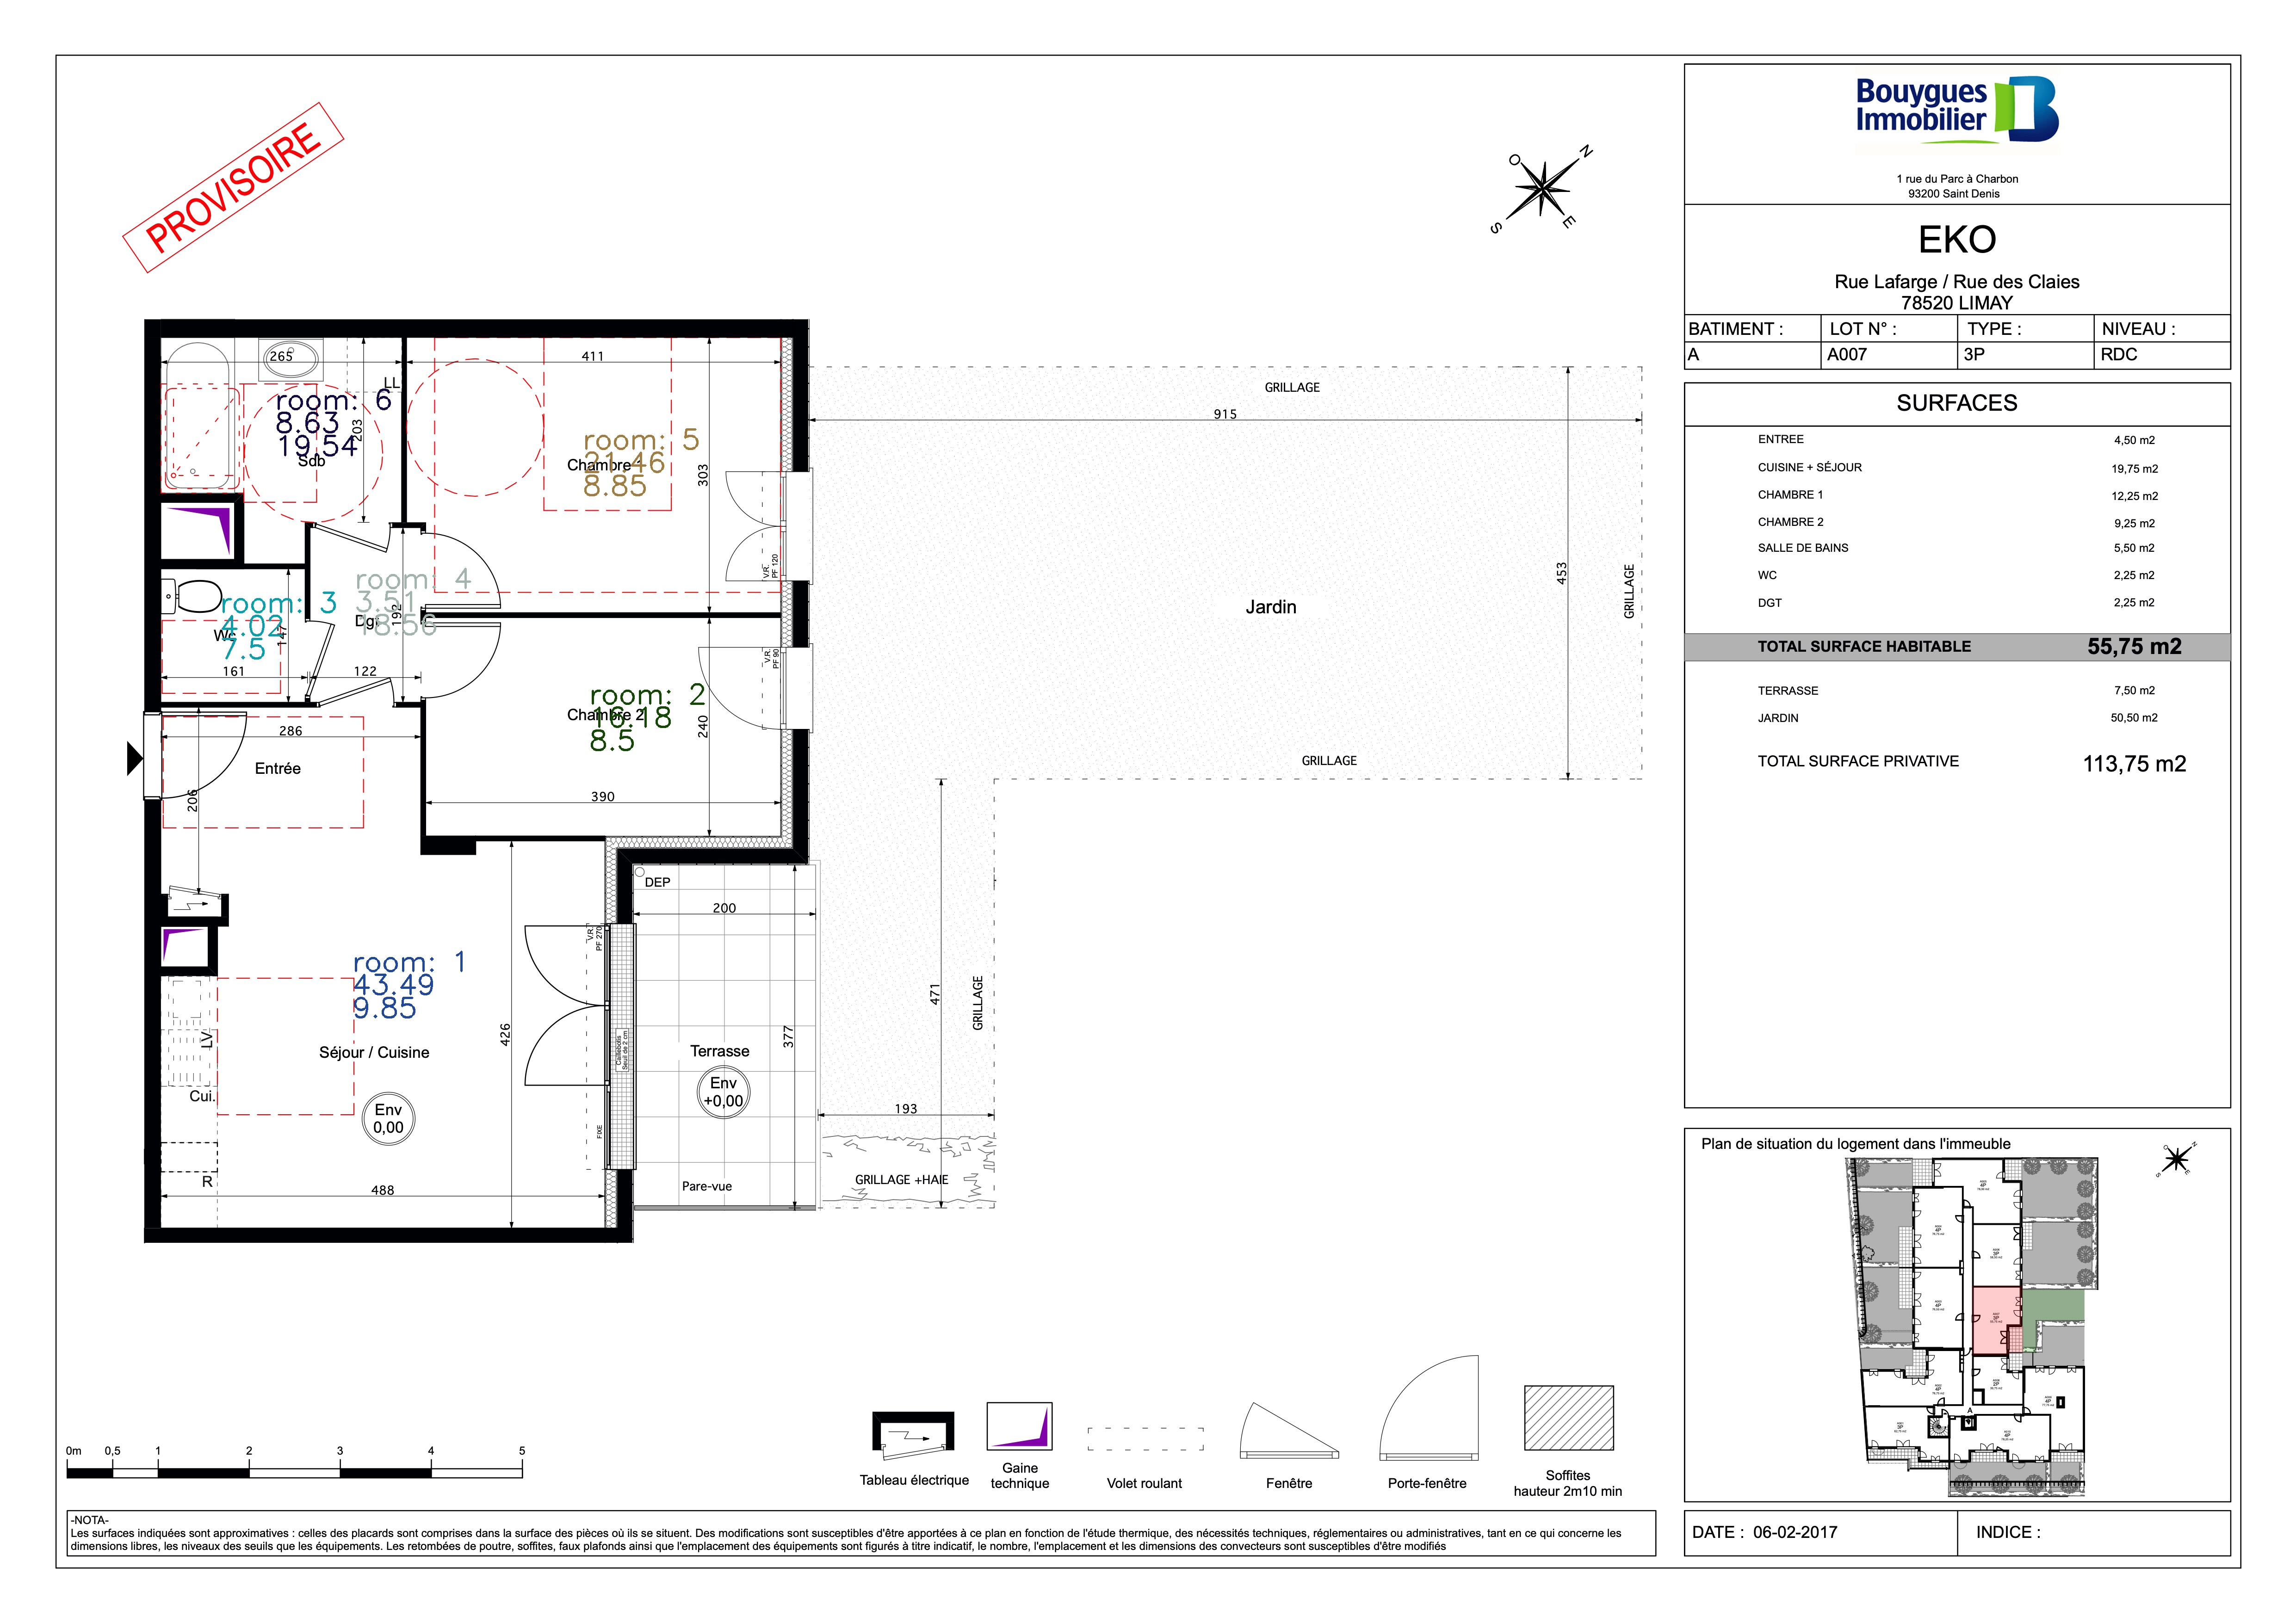 PROVISOIRE
O
N
S
E
265
411
LL
room: 6
8.63
19.54
203
Sdb
room: 5
Chambre
21.46
8.85
303
V.R.
PF 120
room: 4
3.51
18.56
192
Dgt
room: 3
4.02
7.5
Wc
147
161
122
V.R.
PF 90
room: 2
16.18
8.5
Chambre 2
240
390
286
Entrée
206
GRILLAGE
915
453
GRILLAGE
Jardin
GRILLAGE
DEP
200
V.R.
PF 270
room: 1
43.49
9.85
LV
426
Séjour / Cuisine
Cui.
Env
0,00
R
488
FIXE
Caillebotis
Seuil de 2 cm
Terrasse
Env
+0,00
377
Pare-vue
471
GRILLAGE
193
GRILLAGE +HAIE
0m 0,5 1 2 3 4 5
Tableau électrique
Gaine
technique
Volet roulant
Fenêtre
Porte-fenêtre
Soffites
hauteur 2m10 min
-NOTA-
Les surfaces indiquées sont approximatives : celles des placards sont comprises dans la surface des pièces où ils se situent. Des modifications sont susceptibles d'être apportées à ce plan en fonction de l'étude thermique, des nécessités techniques, réglementaires ou administratives, tant en ce qui concerne les
dimensions libres, les niveaux des seuils que les équipements. Les retombées de poutre, soffites, faux plafonds ainsi que l'emplacement des équipements sont figurés à titre indicatif, le nombre, l'emplacement et les dimensions des convecteurs sont susceptibles d'être modifiés
Bouygues
Immobilier
1 rue du Parc à Charbon
93200 Saint Denis
EKO
Rue Lafarge / Rue des Claies
78520 LIMAY
BATIMENT : LOT N° : TYPE : NIVEAU :
A A007 3P RDC
SURFACES
ENTREE 4,50 m2
CUISINE + SÉJOUR 19,75 m2
CHAMBRE 1 12,25 m2
CHAMBRE 2 9,25 m2
SALLE DE BAINS 5,50 m2
WC 2,25 m2
DGT 2,25 m2
TOTAL SURFACE HABITABLE 55,75 m2
TERRASSE 7,50 m2
JARDIN 50,50 m2
TOTAL SURFACE PRIVATIVE 113,75 m2
Plan de situation du logement dans l'immeuble
O
N
S
E
A
DATE : 06-02-2017
INDICE :